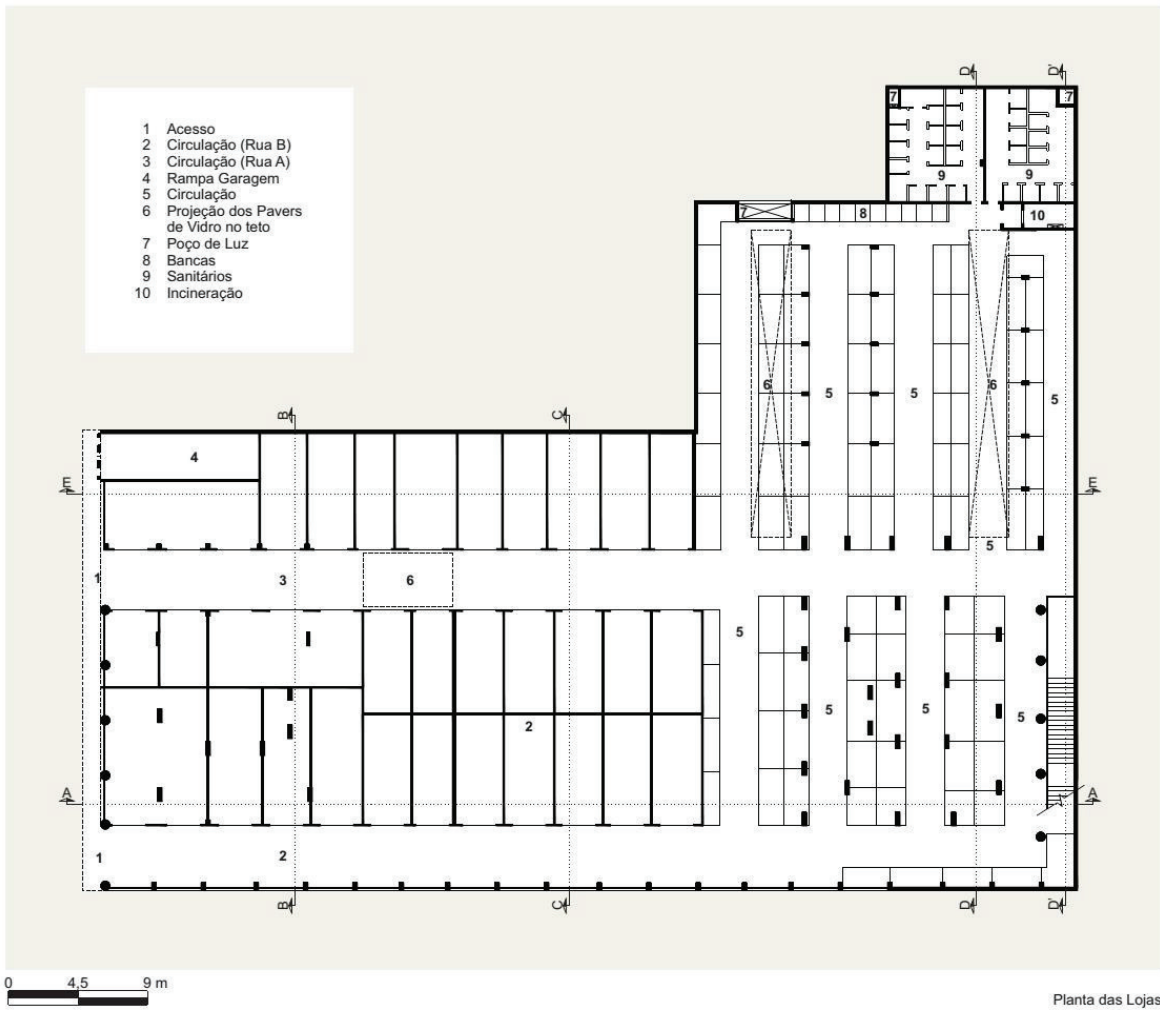 1 Acesso
2 Circulação (Rua B)
3 Circulação (Rua A)
4 Rampa Garagem
5 Circulação
6 Projeção dos Pavers
de Vidro no teto
7 Poço de Luz
8 Bancas
9 Sanitários
10 Incineração
D D'
7 7
9 9
7 8 10
6 5 5 6 5
B C
4
E E
5
1 3 6
5
2 5 5 5
A A
1 2
B C D D'
0 4,5 9 m
Planta das Lojas